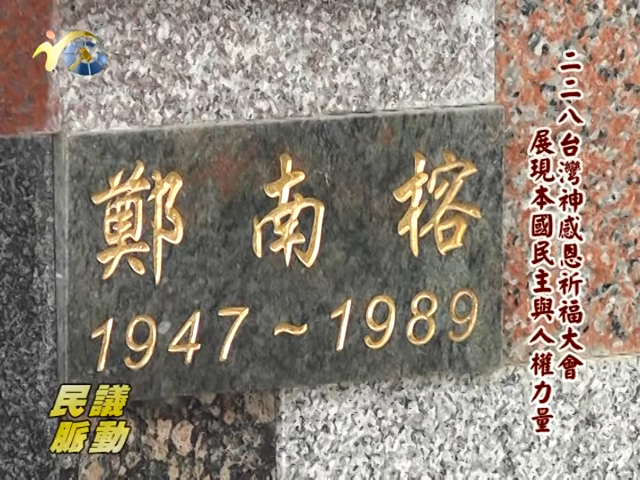 二二八台灣神感恩祈福大會
展現本國民主與人權力量
鄭南榕
1947~1989
民議
脈動